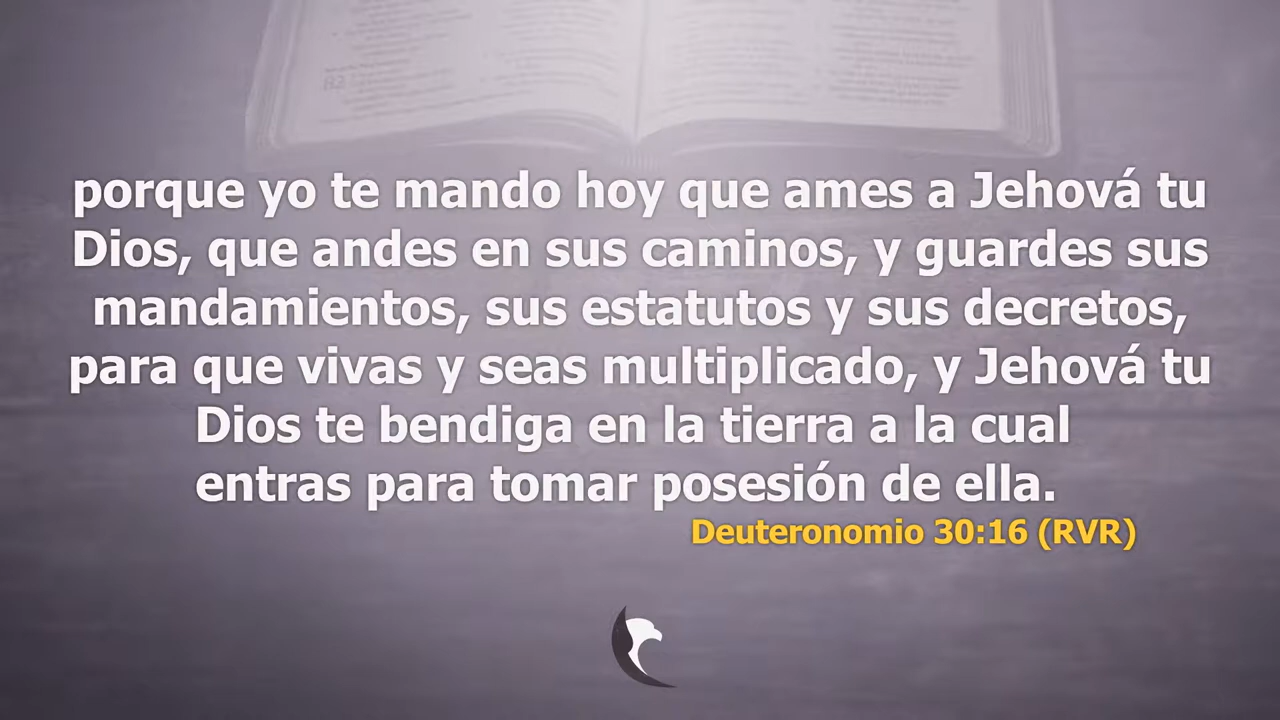 porque yo te mando hoy que ames a Jehová tu
Dios, que andes en sus caminos, y guardes sus
mandamientos, sus estatutos y sus decretos,
para que vivas y seas multiplicado, y Jehová tu
Dios te bendiga en la tierra a la cual
entras para tomar posesión de ella.
Deuteronomio 30:16 (RVR)